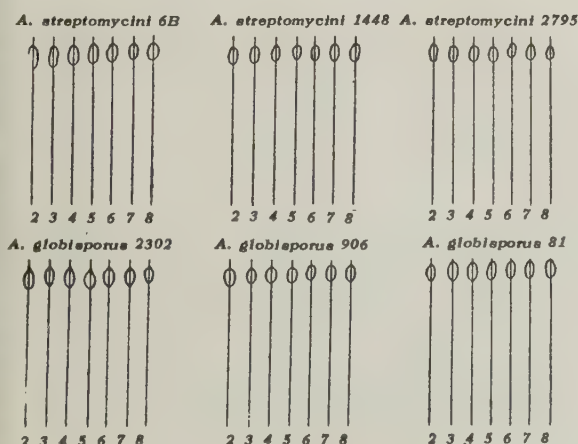 A. streptomycini 6B A. streptomycini 1448 A. streptomycini 2795
2 3 4 5 6 7 8 2 3 4 5 6 7 8 2 3 4 5 6 7 8
A. globisporus 2302 A. globisporus 906 A. globisporus 81
2 3 4 5 6 7 8 2 3 4 5 6 7 8 2 3 4 5 6 7 8